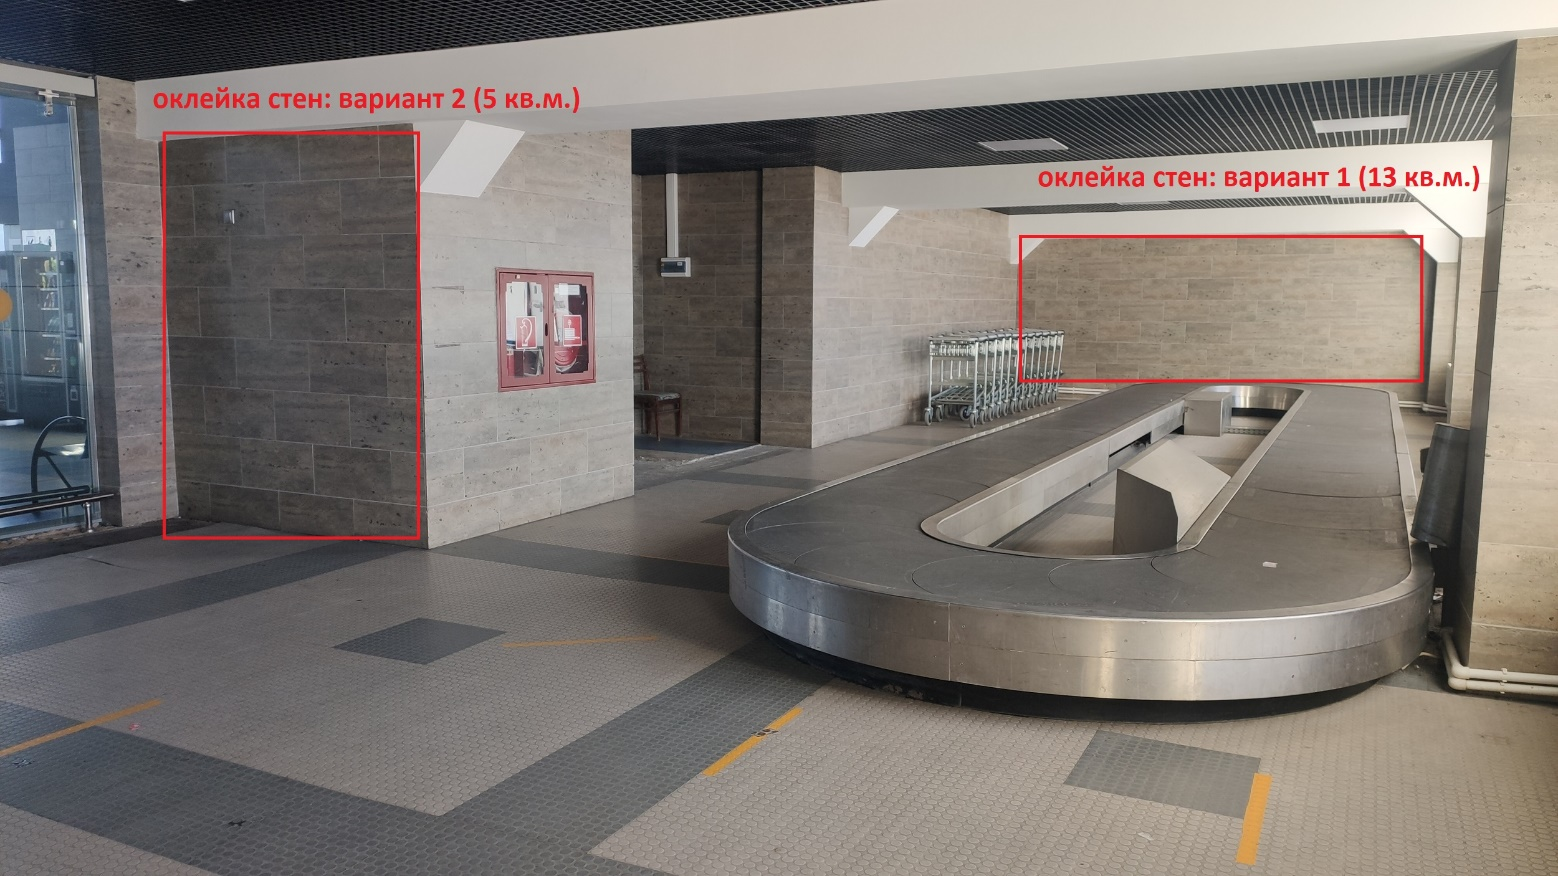 оклейка стен: вариант 2 (5 кв.м.)
оклейка стен: вариант 1 (13 кв.м.)